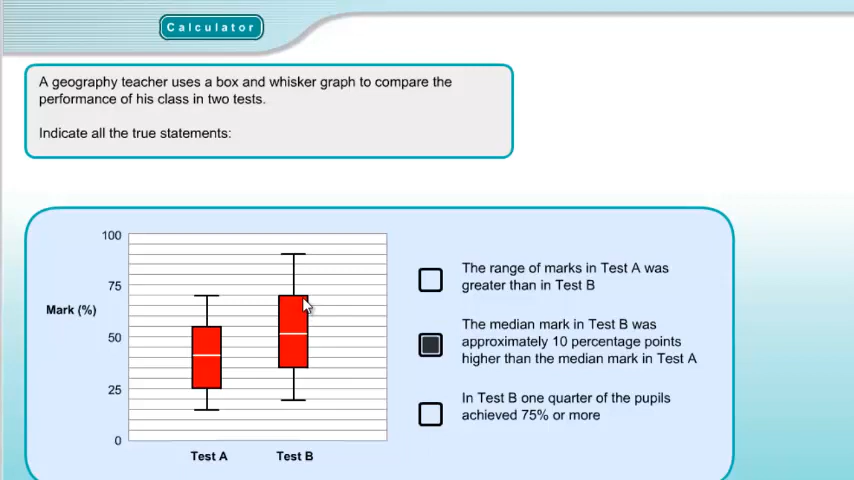 Calculator
A geography teacher uses a box and whisker graph to compare the
performance of his class in two tests.
Indicate all the true statements:
100
75
Mark (%)
50
25
0
Test A
Test B
The range of marks in Test A was
greater than in Test B
The median mark in Test B was
approximately 10 percentage points
higher than the median mark in Test A
In Test B one quarter of the pupils
achieved 75% or more